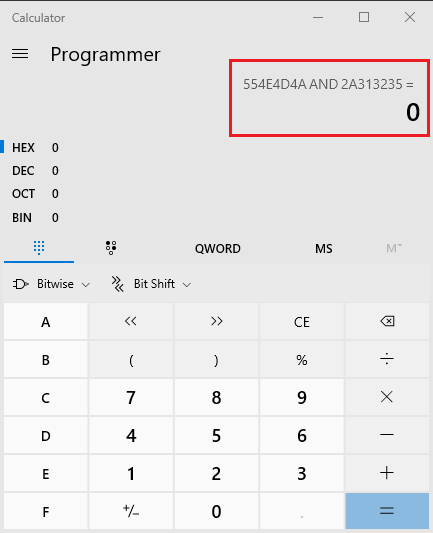 Calculator
Programmer
554E4D4A AND 2A313235 =
0
HEX 0
DEC 0
OCT 0
BIN 0
QWORD MS M˅
Bitwise Bit Shift
A << >> CE
B ( ) % ÷
C 7 8 9 ×
D 4 5 6 −
E 1 2 3 +
F +/− 0 . =